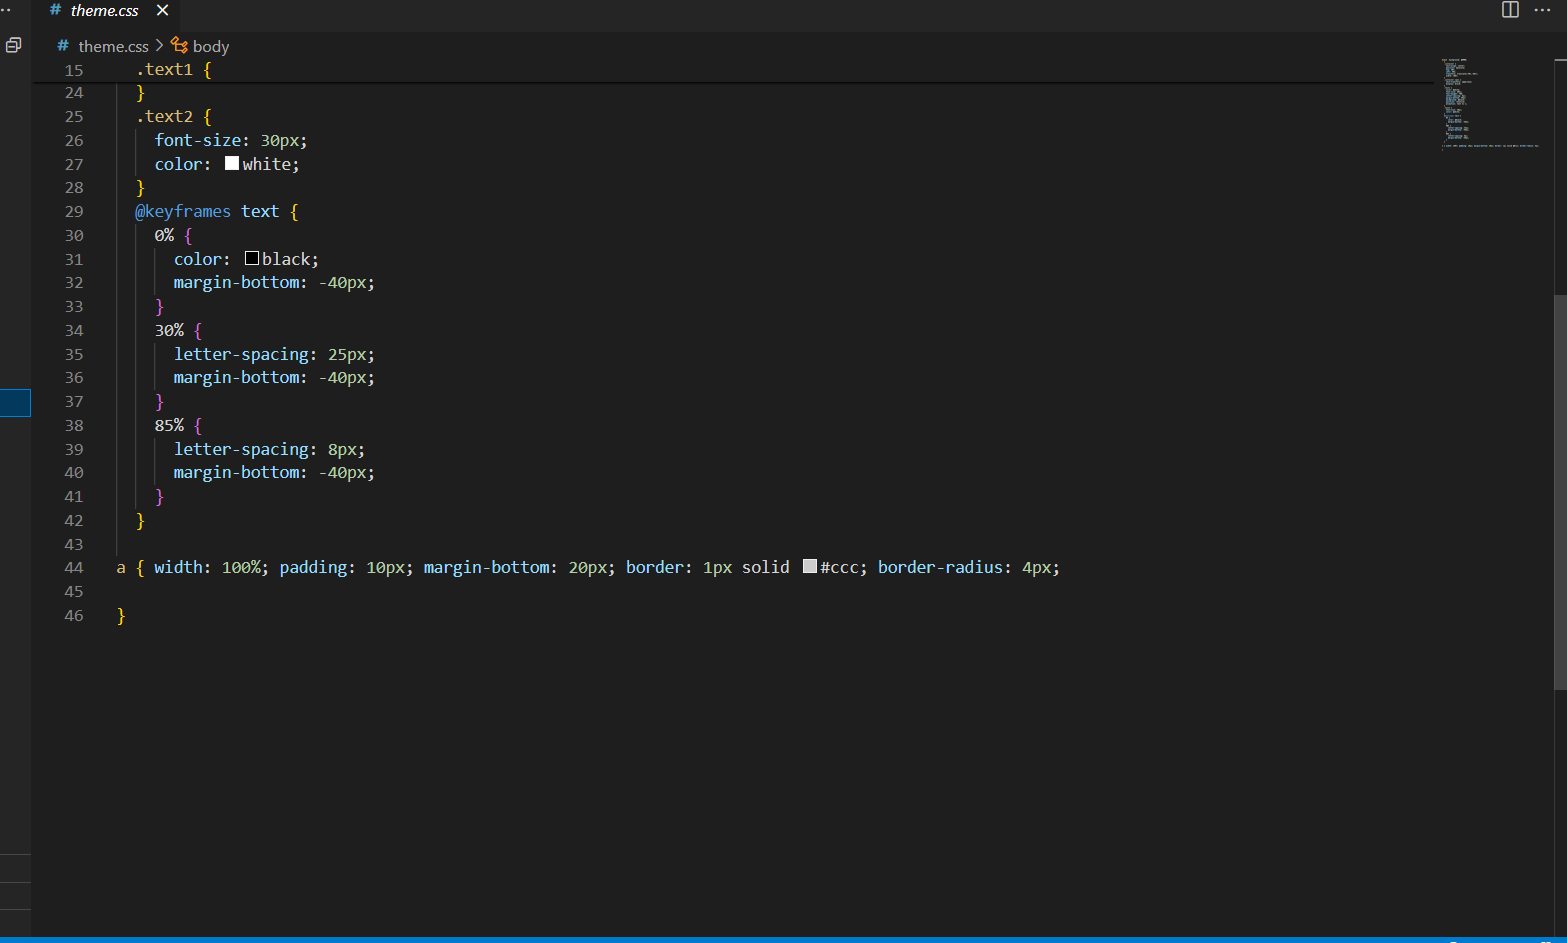 # theme.css
# theme.css > body
15 .text1 {
24 }
25 .text2 {
26 font-size: 30px;
27 color: white;
28 }
29 @keyframes text {
30 0% {
31 color: black;
32 margin-bottom: -40px;
33 }
34 30% {
35 letter-spacing: 25px;
36 margin-bottom: -40px;
37 }
38 85% {
39 letter-spacing: 8px;
40 margin-bottom: -40px;
41 }
42 }
43
44 a { width: 100%; padding: 10px; margin-bottom: 20px; border: 1px solid #ccc; border-radius: 4px;
45
46 }